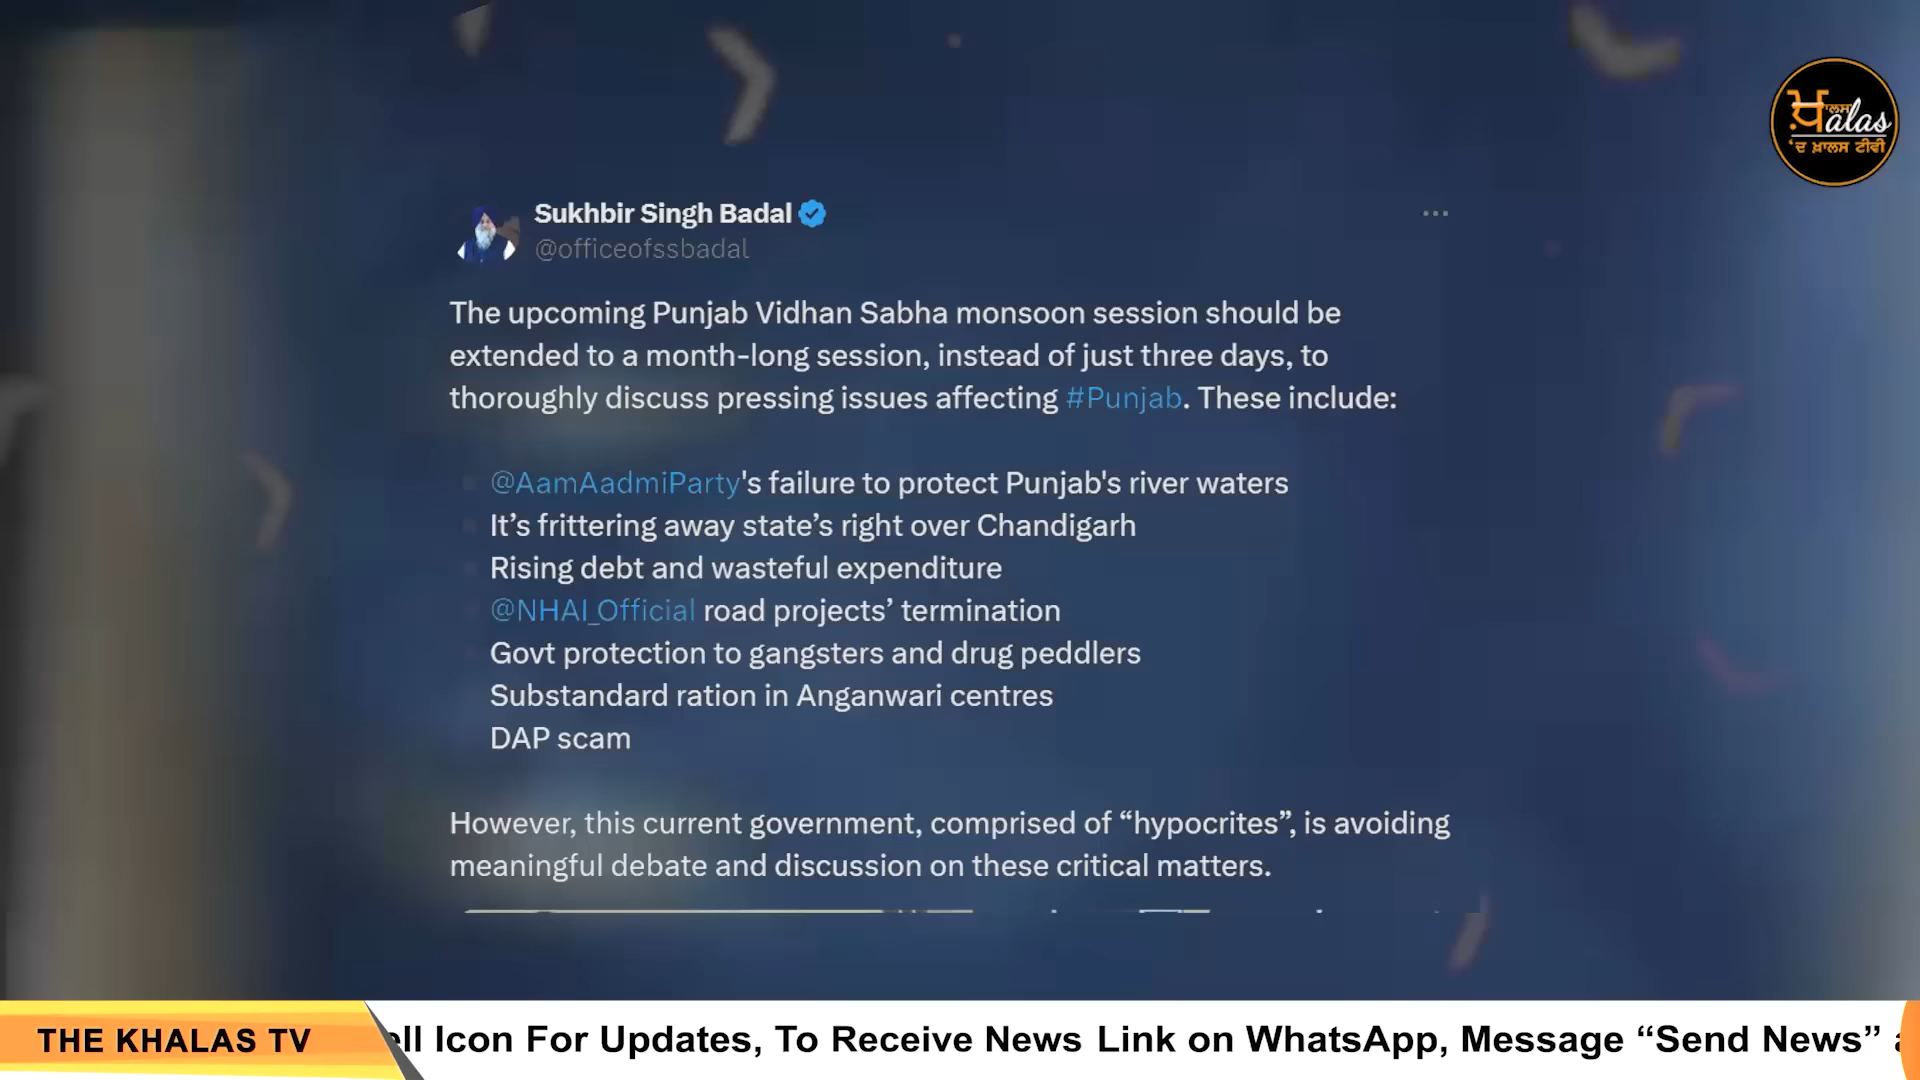 ਖ਼ਾਲਸ
alas
'ਦ ਖ਼ਾਲਸ ਟੀਵੀ
Sukhbir Singh Badal
@officeofssbadal
The upcoming Punjab Vidhan Sabha monsoon session should be
extended to a month-long session, instead of just three days, to
thoroughly discuss pressing issues affecting #Punjab. These include:
@AamAadmiParty's failure to protect Punjab's river waters
It’s frittering away state’s right over Chandigarh
Rising debt and wasteful expenditure
@NHAI_Official road projects’ termination
Govt protection to gangsters and drug peddlers
Substandard ration in Anganwari centres
DAP scam
However, this current government, comprised of “hypocrites”, is avoiding
meaningful debate and discussion on these critical matters.
THE KHALAS TV
ell Icon For Updates, To Receive News Link on WhatsApp, Message “Send News”